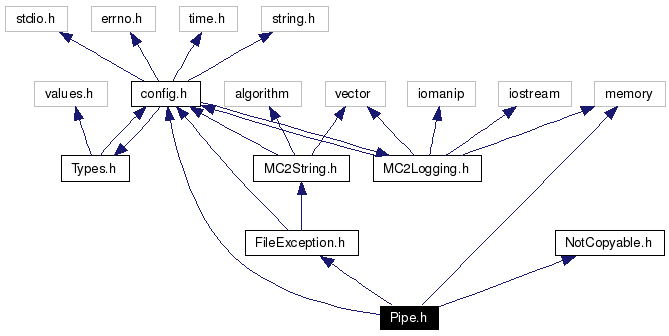 stdio.h
errno.h
time.h
string.h
values.h
config.h
algorithm
vector
iomanip
iostream
memory
Types.h
MC2String.h
MC2Logging.h
FileException.h
NotCopyable.h
Pipe.h